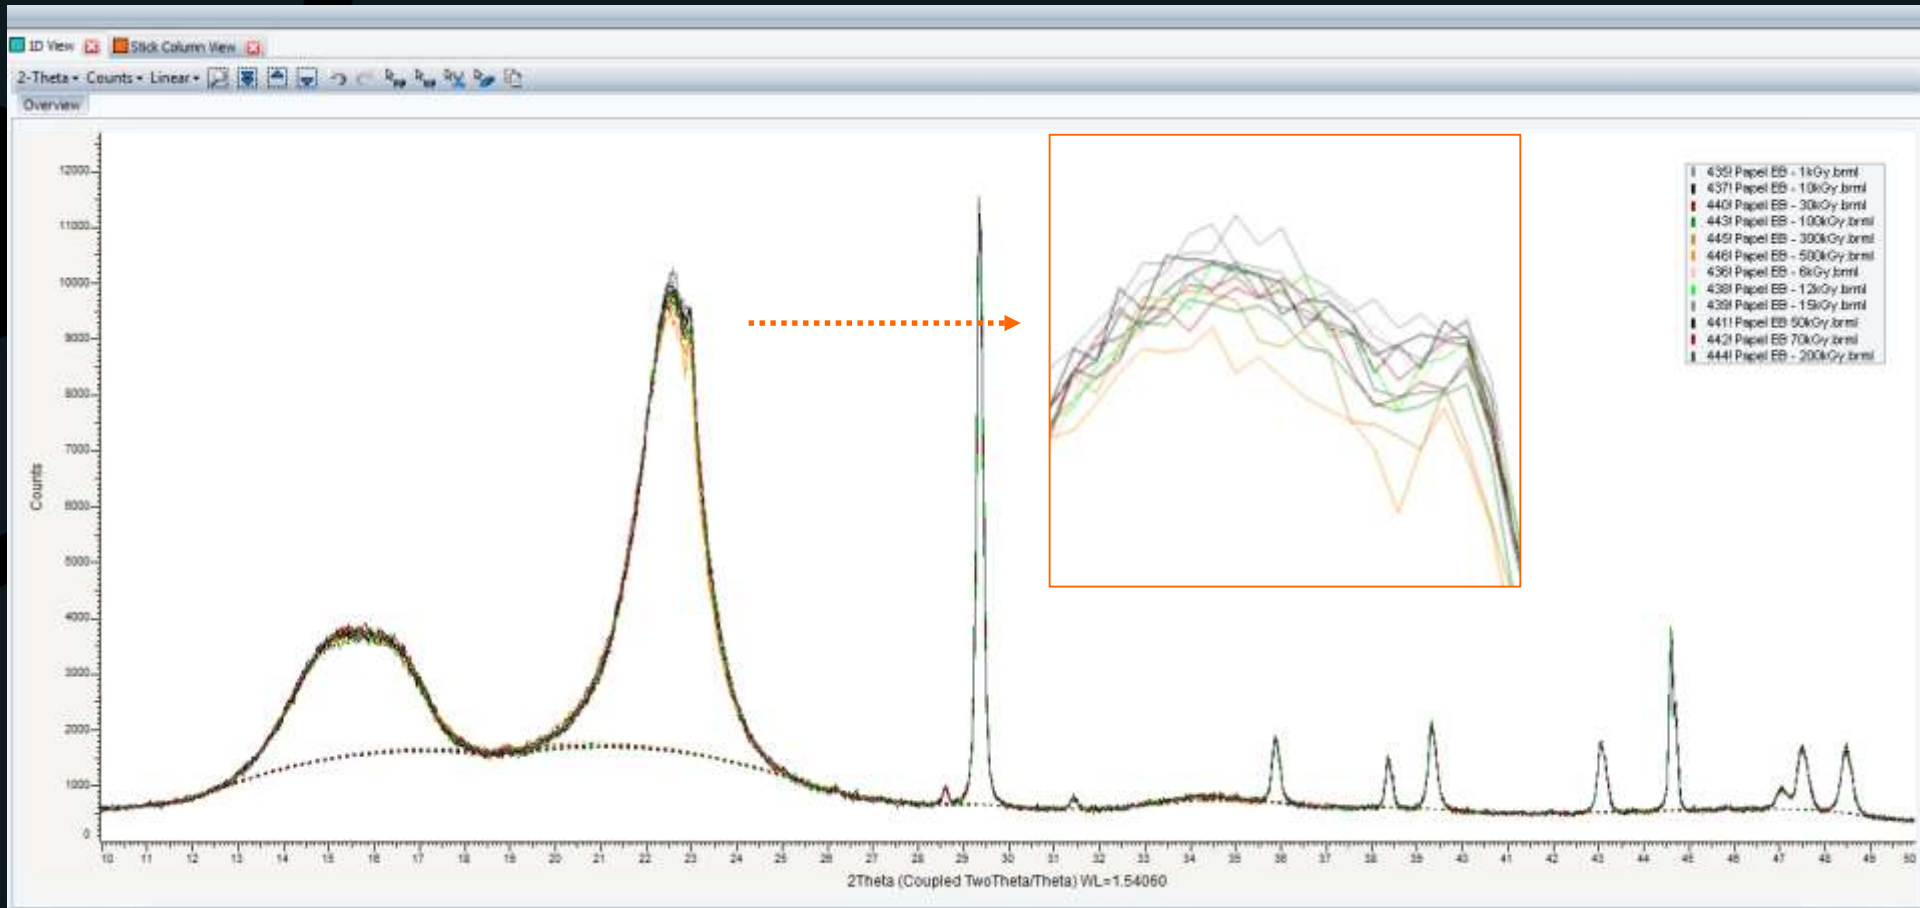 1D View Stick Column View
2-Theta Counts Linear
Overview
12000
11000
10000
9000
8000
7000
6000
5000
4000
3000
2000
1000
0
Counts
10 11 12 13 14 15 16 17 18 19 20 21 22 23 24 25 26 27 28 29 30 31 32 33 34 35 36 37 38 39 40 41 42 43 44 45 46 47 48 49 50
2Theta (Coupled TwoTheta/Theta) WL=1.54060
435! Papel EB - 1kGy.brml
437! Papel EB - 10kGy.brml
440! Papel EB - 30kGy.brml
443! Papel EB - 100kGy.brml
445! Papel EB - 300kGy.brml
446! Papel EB - 500kGy.brml
436! Papel EB - 6kGy.brml
438! Papel EB - 12kGy.brml
439! Papel EB - 15kGy.brml
441! Papel EB 50kGy.brml
442! Papel EB 70kGy.brml
444! Papel EB - 200kGy.brml